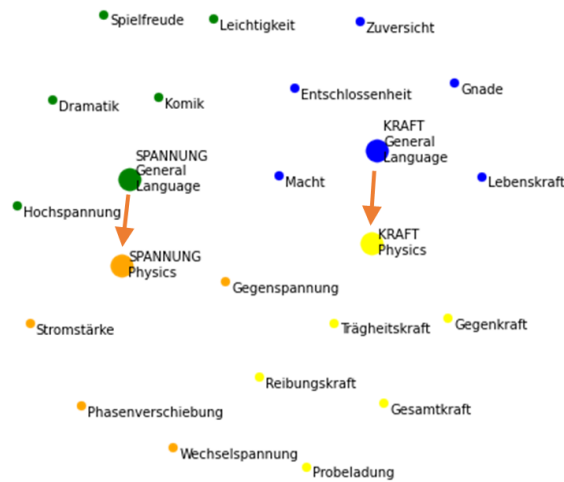 Spielfreude
Leichtigkeit
Zuversicht
Dramatik
Komik
Entschlossenheit
Gnade
SPANNUNG
General
Language
KRAFT
General
Language
Macht
Lebenskraft
Hochspannung
SPANNUNG
Physics
KRAFT
Physics
Gegenspannung
Stromstärke
Trägheitskraft
Gegenkraft
Reibungskraft
Phasenverschiebung
Gesamtkraft
Wechselspannung
Probeladung